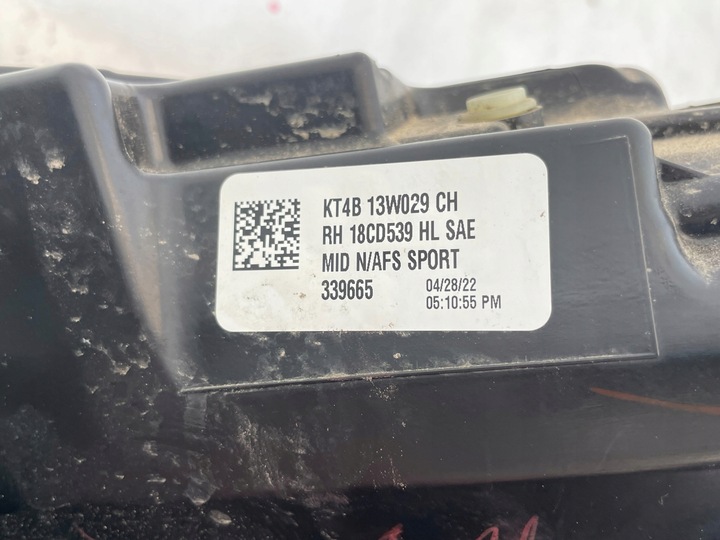 KT4B 13W029 CH
RH 18CD539 HL SAE
MID N/AFS SPORT
339665 04/28/22
05:10:55 PM